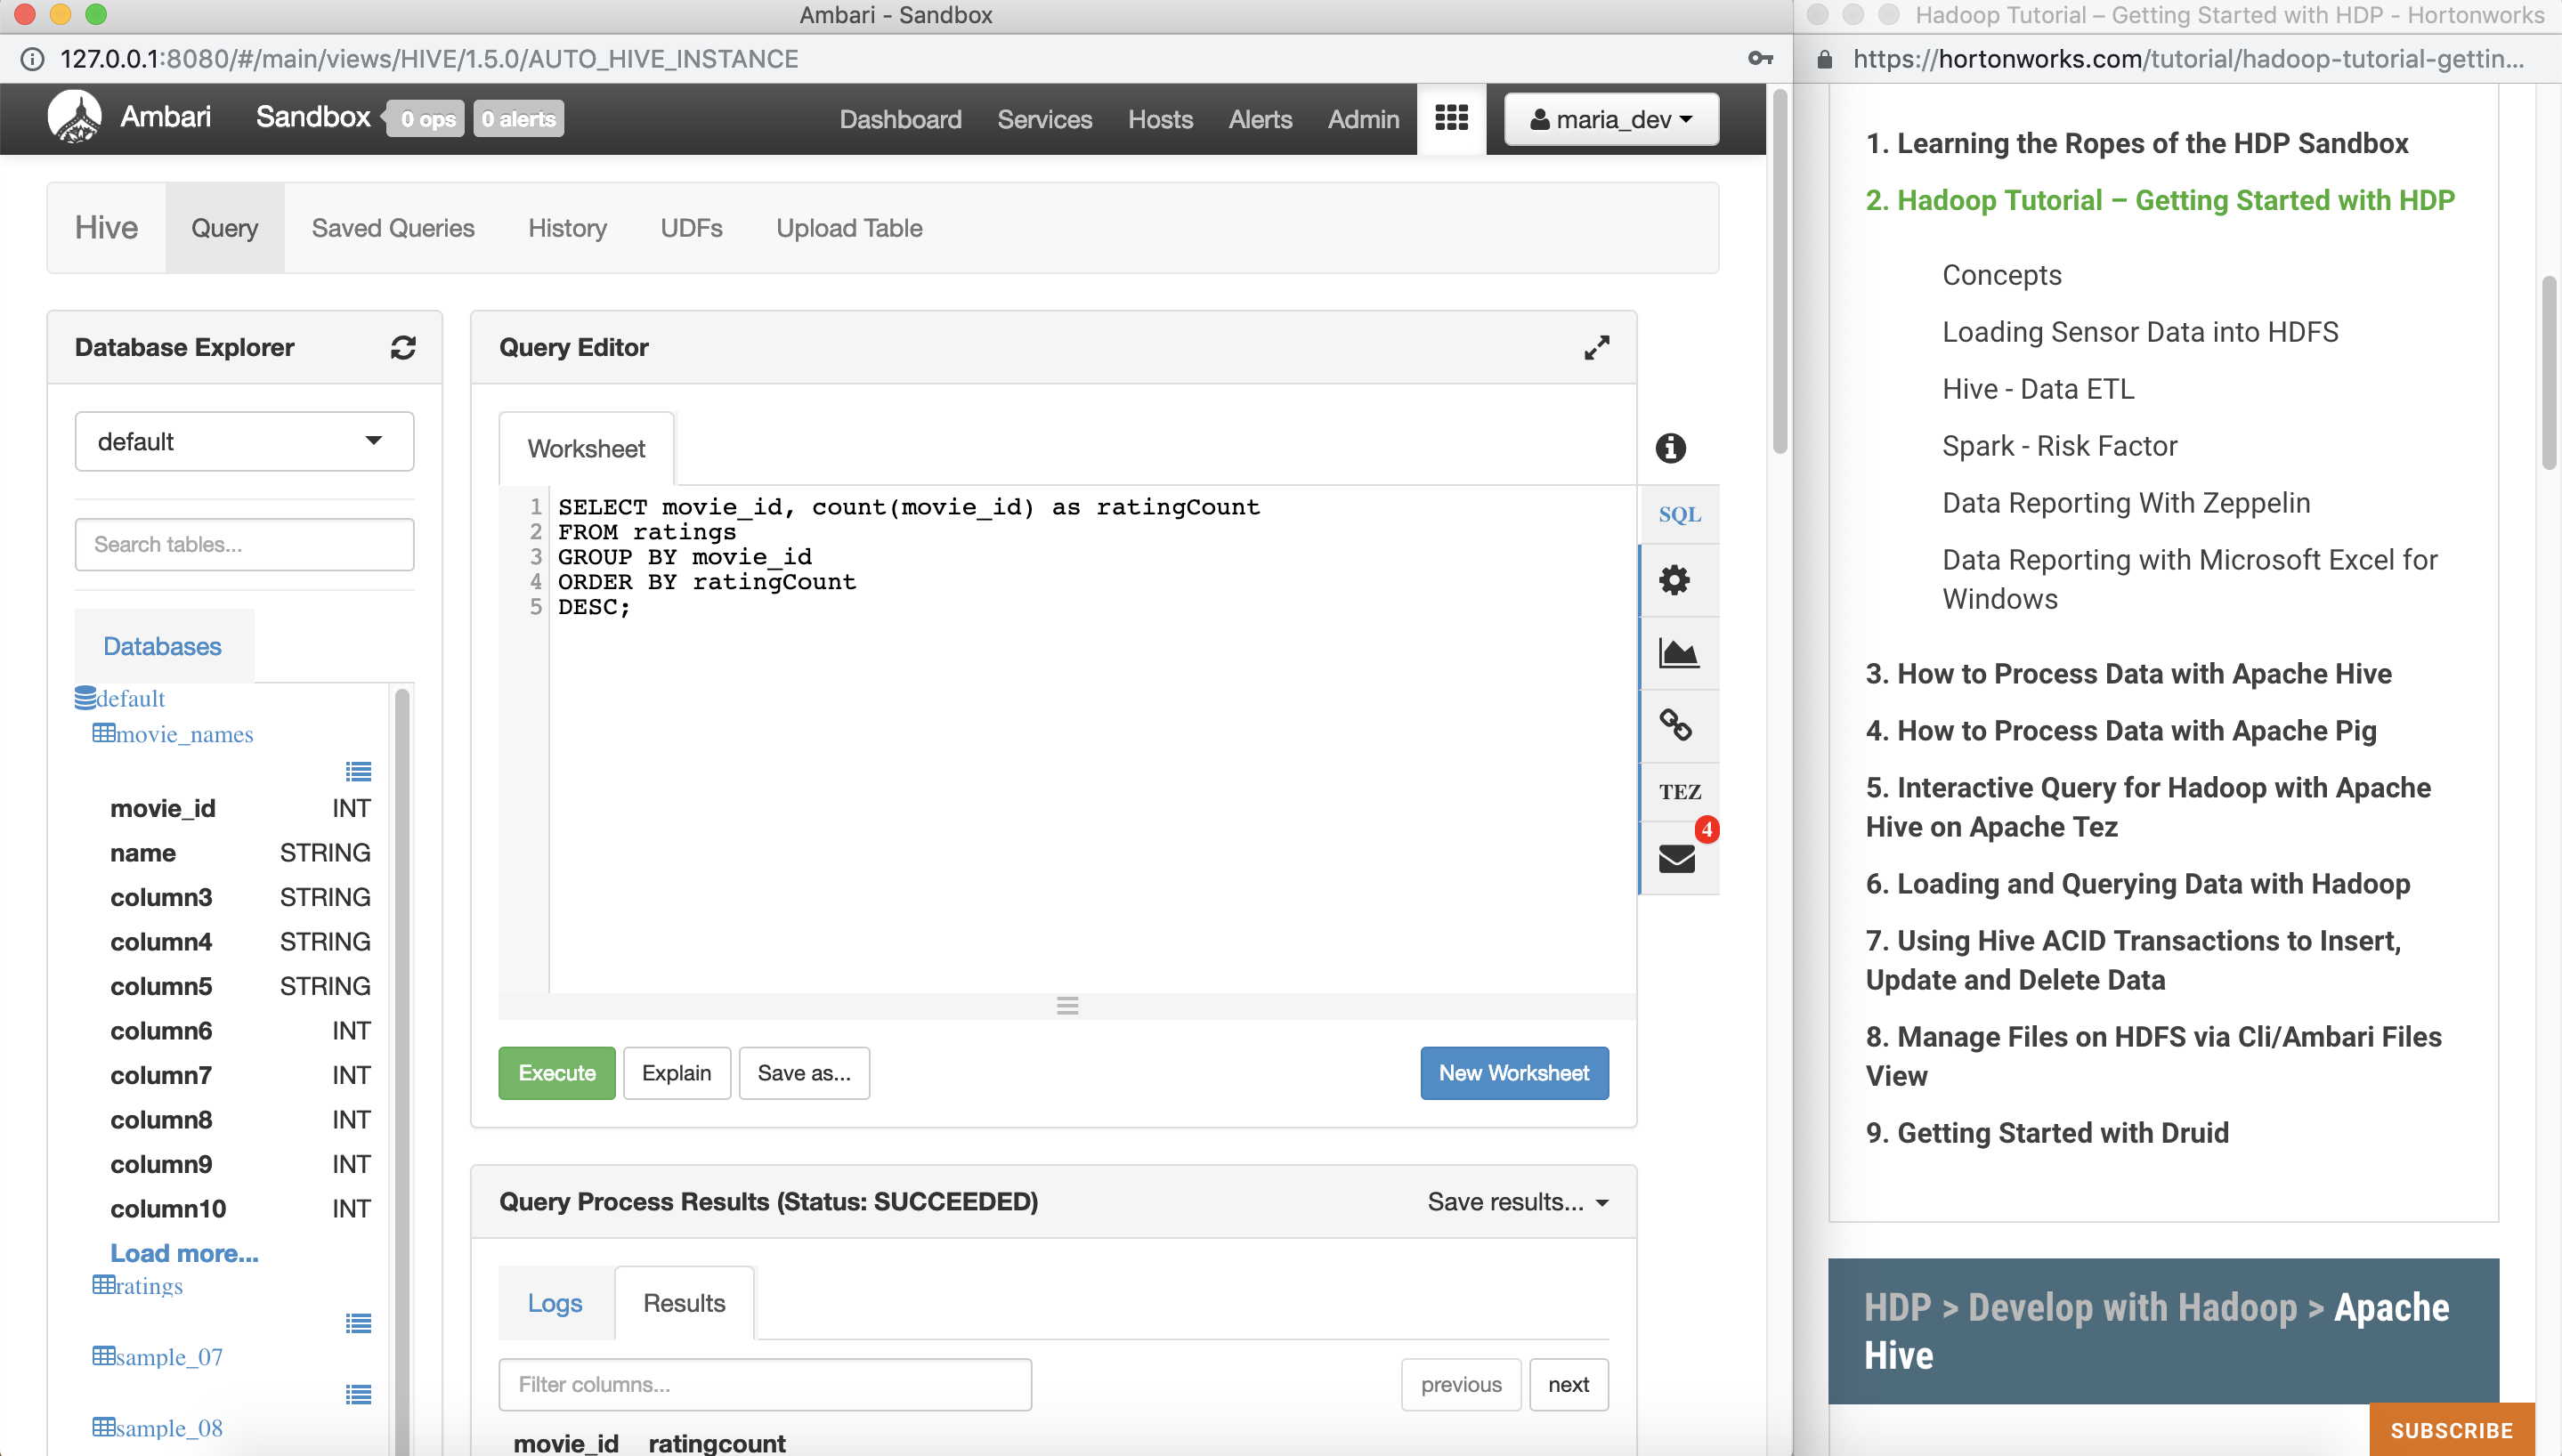 Ambari - Sandbox
127.0.0.1:8080/#/main/views/HIVE/1.5.0/AUTO_HIVE_INSTANCE
Ambari Sandbox 0 ops 0 alerts Dashboard Services Hosts Alerts Admin maria_dev
Hive Query Saved Queries History UDFs Upload Table
Database Explorer
default
Search tables...
Databases
default
movie_names
movie_id INT
name STRING
column3 STRING
column4 STRING
column5 STRING
column6 INT
column7 INT
column8 INT
column9 INT
column10 INT
Load more...
ratings
sample_07
sample_08
Query Editor
Worksheet
1 SELECT movie_id, count(movie_id) as ratingCount
2 FROM ratings
3 GROUP BY movie_id
4 ORDER BY ratingCount
5 DESC;
SQL
TEZ
4
Execute Explain Save as... New Worksheet
Query Process Results (Status: SUCCEEDED) Save results...
Logs Results
Filter columns... previous next
movie_id ratingcount
Hadoop Tutorial – Getting Started with HDP - Hortonworks
https://hortonworks.com/tutorial/hadoop-tutorial-gettin...
1. Learning the Ropes of the HDP Sandbox
2. Hadoop Tutorial – Getting Started with HDP
Concepts
Loading Sensor Data into HDFS
Hive - Data ETL
Spark - Risk Factor
Data Reporting With Zeppelin
Data Reporting with Microsoft Excel for
Windows
3. How to Process Data with Apache Hive
4. How to Process Data with Apache Pig
5. Interactive Query for Hadoop with Apache
Hive on Apache Tez
6. Loading and Querying Data with Hadoop
7. Using Hive ACID Transactions to Insert,
Update and Delete Data
8. Manage Files on HDFS via Cli/Ambari Files
View
9. Getting Started with Druid
HDP > Develop with Hadoop > Apache
Hive
SUBSCRIBE